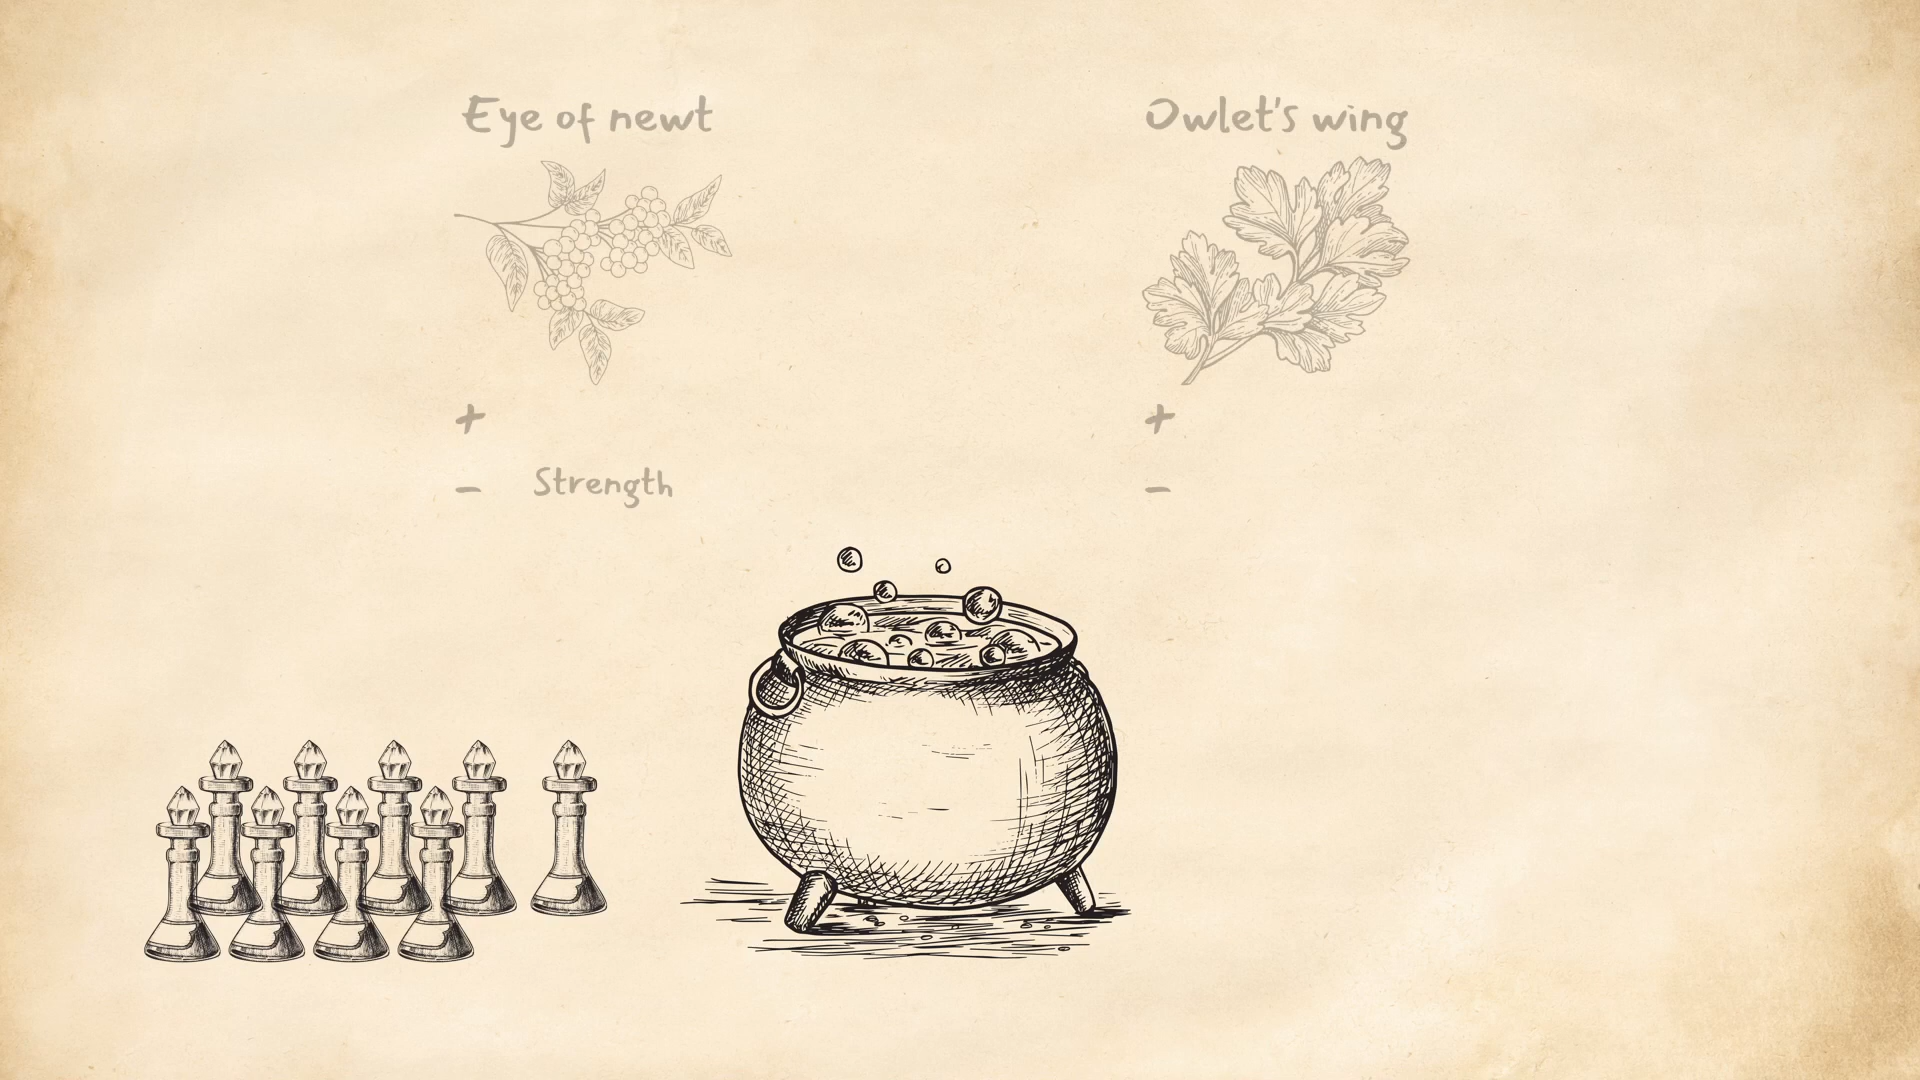 Eye of newt
Owlet's wing
+
- Strength
+
-